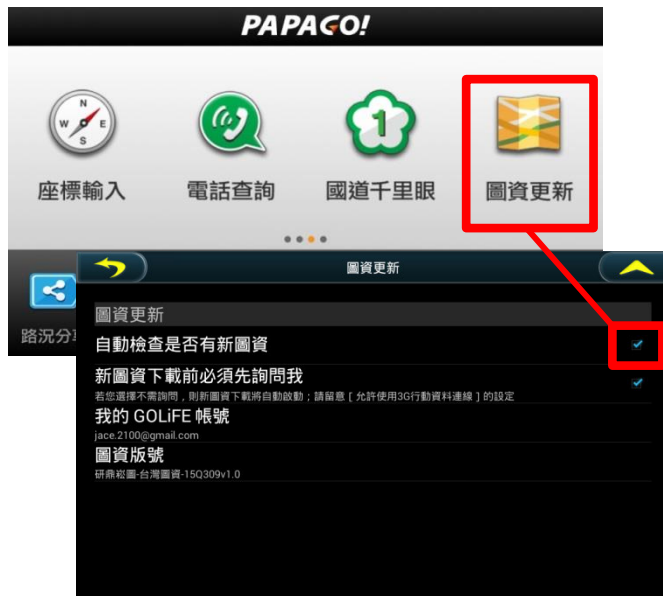 PAPAGO!
N
W E
S
1
座標輸入
電話查詢
國道千里眼
圖資更新
路況分
圖資更新
圖資更新
自動檢查是否有新圖資
新圖資下載前必須先詢問我
若您選擇不需詢問，則新圖資下載將自動啟動；請留意 [ 允許使用3G行動資料連線 ] 的設定
我的 GOLiFE 帳號
jace.2100@gmail.com
圖資版號
研鼎崧圖-台灣圖資-15Q309v1.0